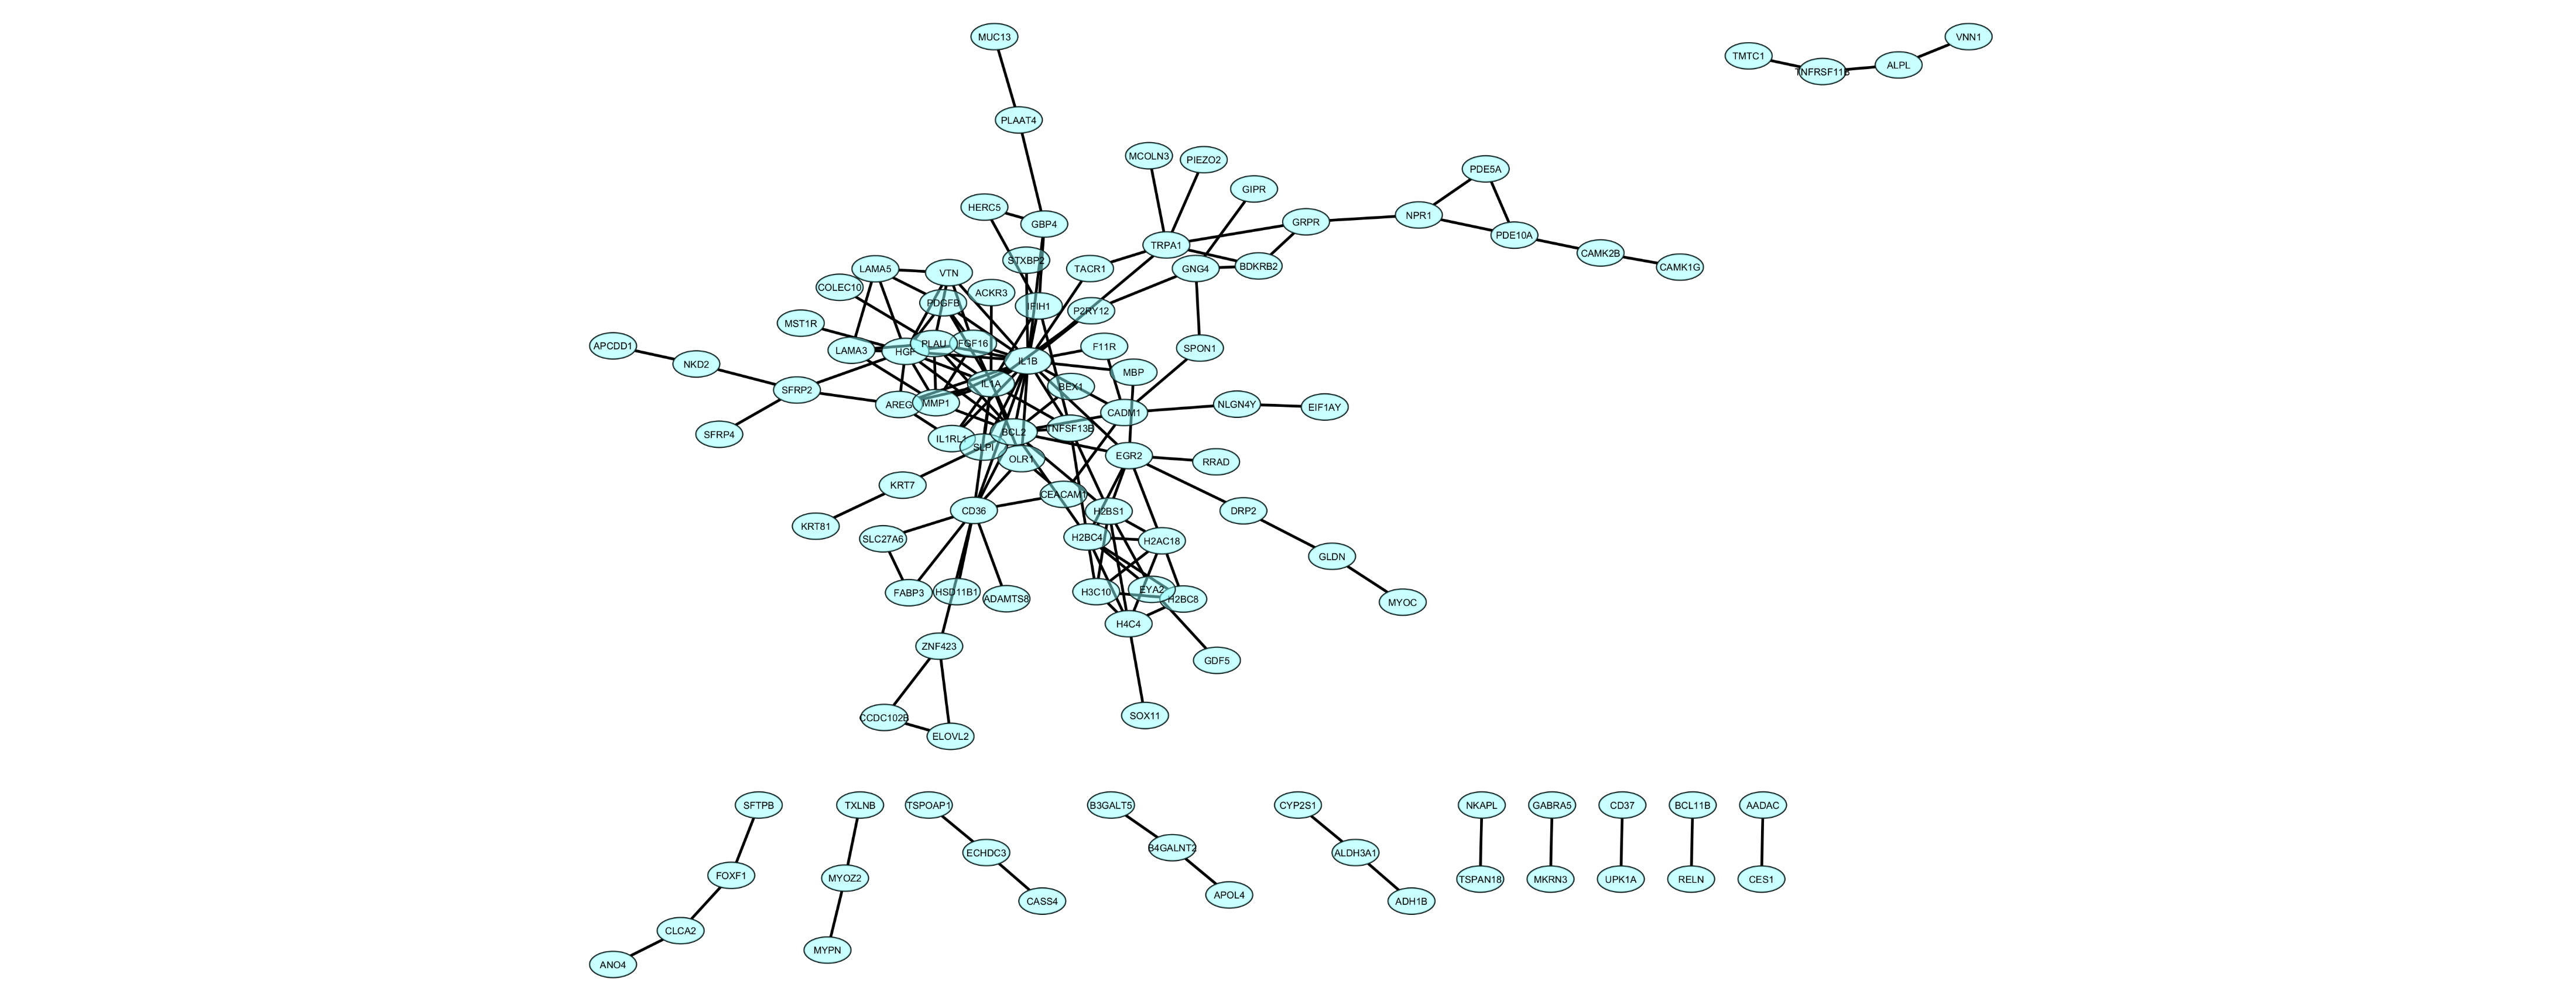 MUC13
VNN1
TMTC1
TNFRSF11B
ALPL
PLAAT4
MCOLN3
PIEZO2
PDE5A
GIPR
HERC5
GBP4
GRPR
NPR1
TRPA1
PDE10A
CAMK2B
STXBP2
TACR1
GNG4
BDKRB2
CAMK1G
LAMA5
VTN
COLEC10
ACKR3
PDGFB
IFIH1
P2RY12
MST1R
APCDD1
LAMA3
HGF
PLAU
FGF16
IL1B
F11R
SPON1
NKD2
MBP
SFRP2
IL1A
BEX1
AREG
MMP1
CADM1
NLGN4Y
EIF1AY
SFRP4
IL1RL1
BCL2
TNFSF13B
SLPI
OLR1
EGR2
RRAD
KRT7
CEACAM1
KRT81
CD36
H2BS1
DRP2
SLC27A6
H2BC4
H2AC18
GLDN
FABP3
HSD11B1
ADAMTS8
H3C10
EYA2
H2BC8
MYOC
H4C4
ZNF423
GDF5
CCDC102B
SOX11
ELOVL2
SFTPB
TXLNB
TSPOAP1
B3GALT5
CYP2S1
NKAPL
GABRA5
CD37
BCL11B
AADAC
ECHDC3
B4GALNT2
ALDH3A1
FOXF1
MYOZ2
TSPAN18
MKRN3
UPK1A
RELN
CES1
CASS4
APOL4
ADH1B
CLCA2
MYPN
ANO4